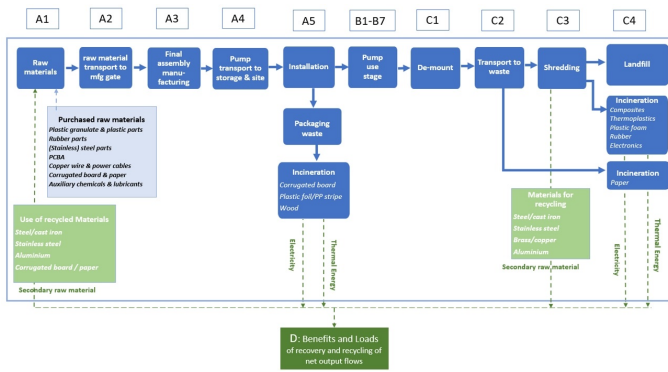 A1
A2
A3
A4
A5
B1-B7
C1
C2
C3
C4
Raw
materials
raw material
transport to
mfg gate
Final
assembly
manu-
facturing
Pump
transport to
storage & site
Installation
Pump
use
stage
De-mount
Transport to
waste
Shredding
Landfill
Purchased raw materials
Plastic granulate & plastic parts
Rubber parts
(Stainless) steel parts
PCBA
Copper wire & power cables
Corrugated board & paper
Auxiliary chemicals & lubricants
Packaging
waste
Incineration
Composites
Thermoplastics
Plastic foam
Rubber
Electronics
Incineration
Corrugated board
Plastic foil/PP stripe
Wood
Incineration
Paper
Use of recycled Materials
Steel/cast iron
Stainless steel
Aluminium
Corrugated board / paper
Secondary raw material
Materials for
recycling
Steel/cast iron
Stainless steel
Brass/copper
Aluminium
Secondary raw material
Electricity
Thermal Energy
Electricity
Thermal Energy
D: Benefits and Loads
of recovery and recycling of
net output flows